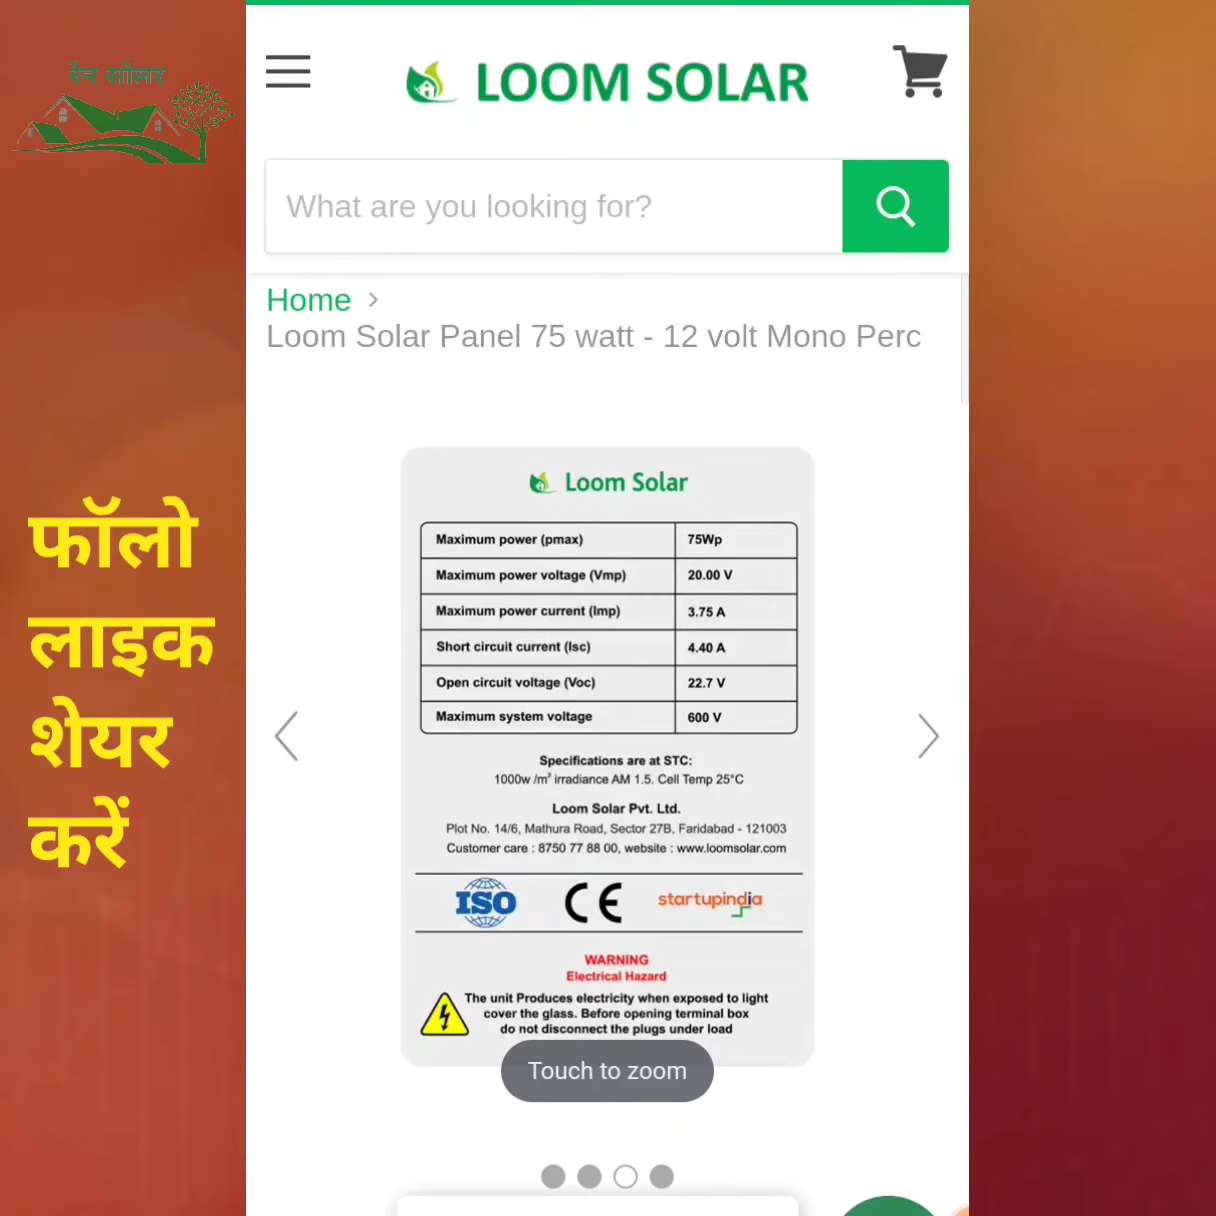 रेन सोलर
LOOM SOLAR
What are you looking for?
Home
Loom Solar Panel 75 watt - 12 volt Mono Perc
फॉलो
लाइक
शेयर
करें
Loom Solar
Maximum power (pmax) 75Wp
Maximum power voltage (Vmp) 20.00 V
Maximum power current (Imp) 3.75 A
Short circuit current (Isc) 4.40 A
Open circuit voltage (Voc) 22.7 V
Maximum system voltage 600 V
Specifications are at STC:
1000w /m² irradiance AM 1.5. Cell Temp 25°C
Loom Solar Pvt. Ltd.
Plot No. 14/6, Mathura Road, Sector 27B, Faridabad - 121003
Customer care : 8750 77 88 00, website : www.loomsolar.com
ISO CE startupindia
WARNING
Electrical Hazard
The unit Produces electricity when exposed to light
cover the glass. Before opening terminal box
do not disconnect the plugs under load
Touch to zoom